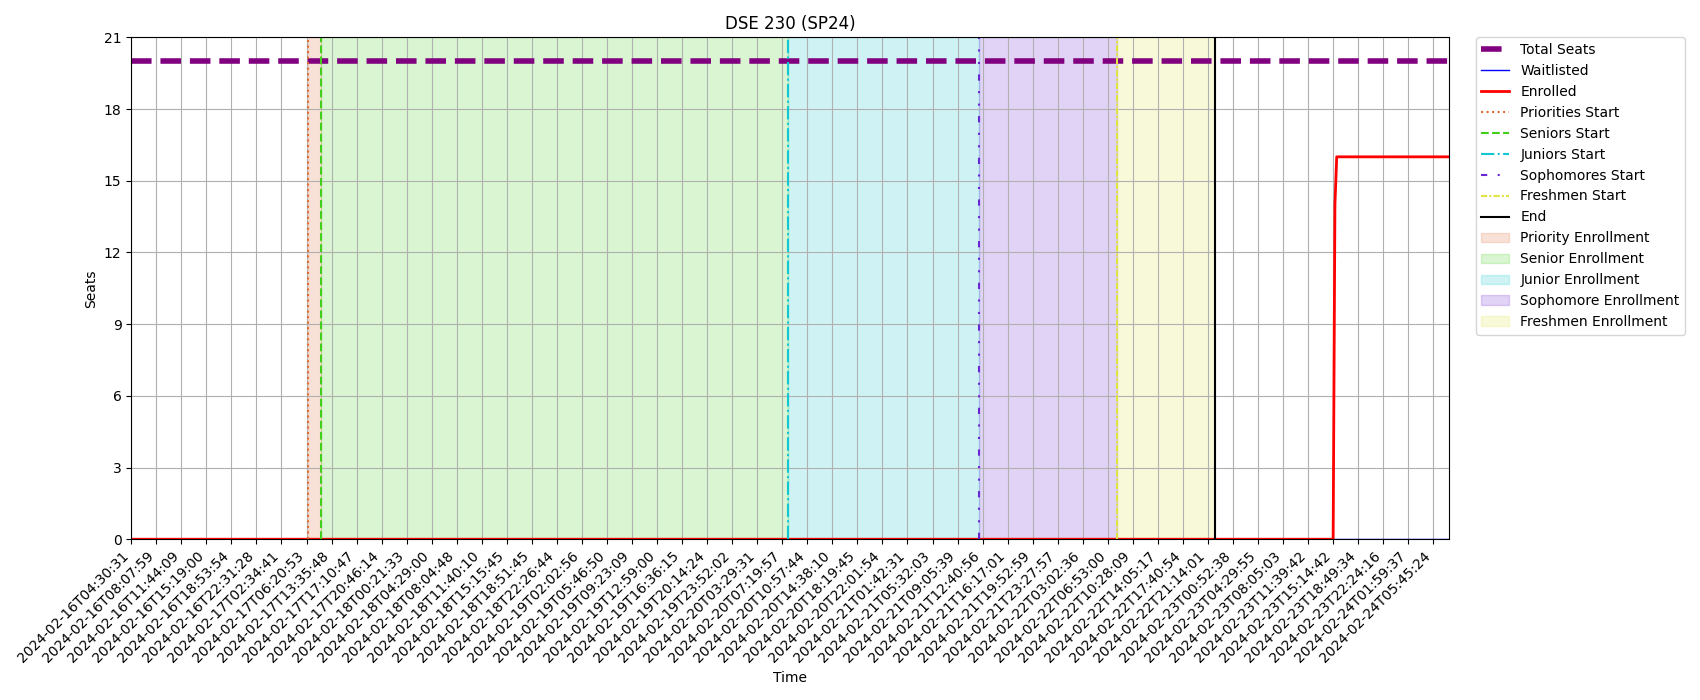 DSE 230 (SP24)
21
18
15
12
9
6
3
0
Seats
2024-02-16T04:30:31
2024-02-16T08:07:59
2024-02-16T11:44:09
2024-02-16T15:19:00
2024-02-16T18:53:54
2024-02-16T22:31:28
2024-02-17T02:34:41
2024-02-17T06:20:53
2024-02-17T13:35:48
2024-02-17T17:10:47
2024-02-17T20:46:14
2024-02-18T00:21:33
2024-02-18T04:29:00
2024-02-18T08:04:48
2024-02-18T11:40:10
2024-02-18T15:15:45
2024-02-18T18:51:45
2024-02-18T22:26:44
2024-02-19T02:02:56
2024-02-19T05:46:50
2024-02-19T09:23:09
2024-02-19T12:59:00
2024-02-19T16:36:15
2024-02-19T20:14:24
2024-02-19T23:52:02
2024-02-20T03:29:31
2024-02-20T07:19:57
2024-02-20T10:57:44
2024-02-20T14:38:10
2024-02-20T18:19:45
2024-02-20T22:01:54
2024-02-21T01:42:31
2024-02-21T05:32:03
2024-02-21T09:05:39
2024-02-21T12:40:56
2024-02-21T16:17:01
2024-02-21T19:52:59
2024-02-21T23:27:57
2024-02-22T03:02:36
2024-02-22T06:53:00
2024-02-22T10:28:09
2024-02-22T14:05:17
2024-02-22T17:40:54
2024-02-22T21:14:01
2024-02-23T00:52:38
2024-02-23T04:29:55
2024-02-23T08:05:03
2024-02-23T11:39:42
2024-02-23T15:14:42
2024-02-23T18:49:34
2024-02-23T22:24:16
2024-02-24T01:59:37
2024-02-24T05:45:24
Time
Total Seats
Waitlisted
Enrolled
Priorities Start
Seniors Start
Juniors Start
Sophomores Start
Freshmen Start
End
Priority Enrollment
Senior Enrollment
Junior Enrollment
Sophomore Enrollment
Freshmen Enrollment